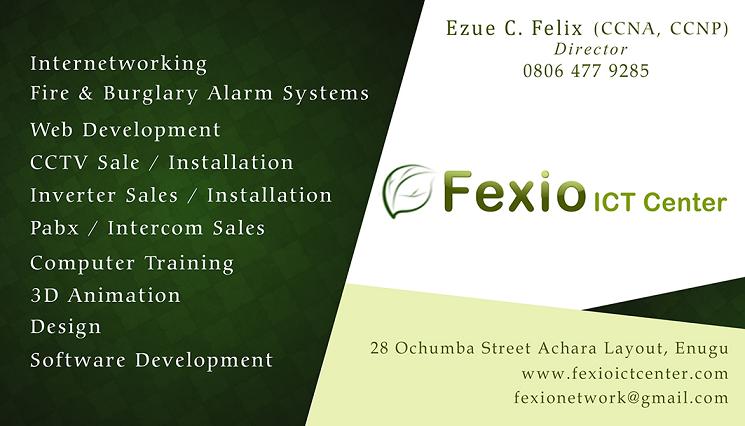 Internetworking
Fire & Burglary Alarm Systems
Web Development
CCTV Sale / Installation
Inverter Sales / Installation
Pabx / Intercom Sales
Computer Training
3D Animation
Design
Software Development
Ezue C. Felix (CCNA, CCNP)
Director
0806 477 9285
Fexio ICT Center
28 Ochumba Street Achara Layout, Enugu
www.fexioictcenter.com
fexionetwork@gmail.com